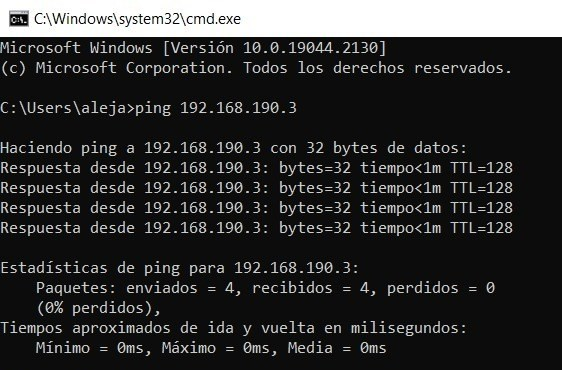 C:\Windows\system32\cmd.exe
Microsoft Windows [Versión 10.0.19044.2130]
(c) Microsoft Corporation. Todos los derechos reservados.
C:\Users\aleja>ping 192.168.190.3
Haciendo ping a 192.168.190.3 con 32 bytes de datos:
Respuesta desde 192.168.190.3: bytes=32 tiempo<1m TTL=128
Respuesta desde 192.168.190.3: bytes=32 tiempo<1m TTL=128
Respuesta desde 192.168.190.3: bytes=32 tiempo<1m TTL=128
Respuesta desde 192.168.190.3: bytes=32 tiempo<1m TTL=128
Estadísticas de ping para 192.168.190.3:
Paquetes: enviados = 4, recibidos = 4, perdidos = 0
(0% perdidos),
Tiempos aproximados de ida y vuelta en milisegundos:
Mínimo = 0ms, Máximo = 0ms, Media = 0ms